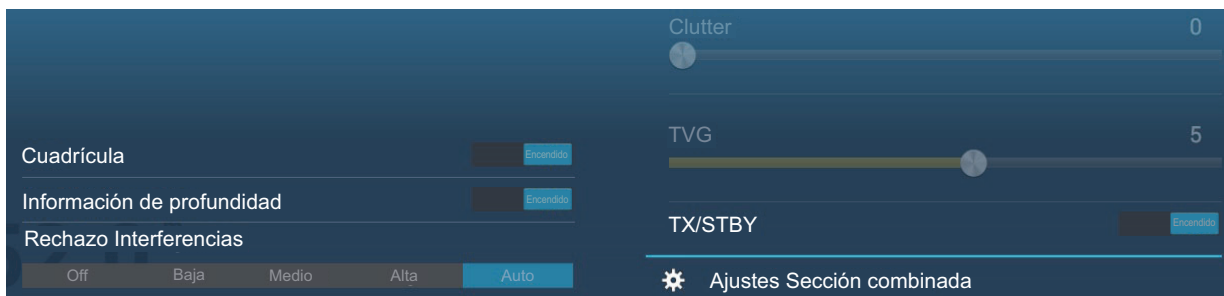 Cuadrícula
Encendido
Información de profundidad
Encendido
Rechazo Interferencias
Off Baja Medio Alta Auto
Clutter 0
TVG 5
TX/STBY
Encendido
Ajustes Sección combinada